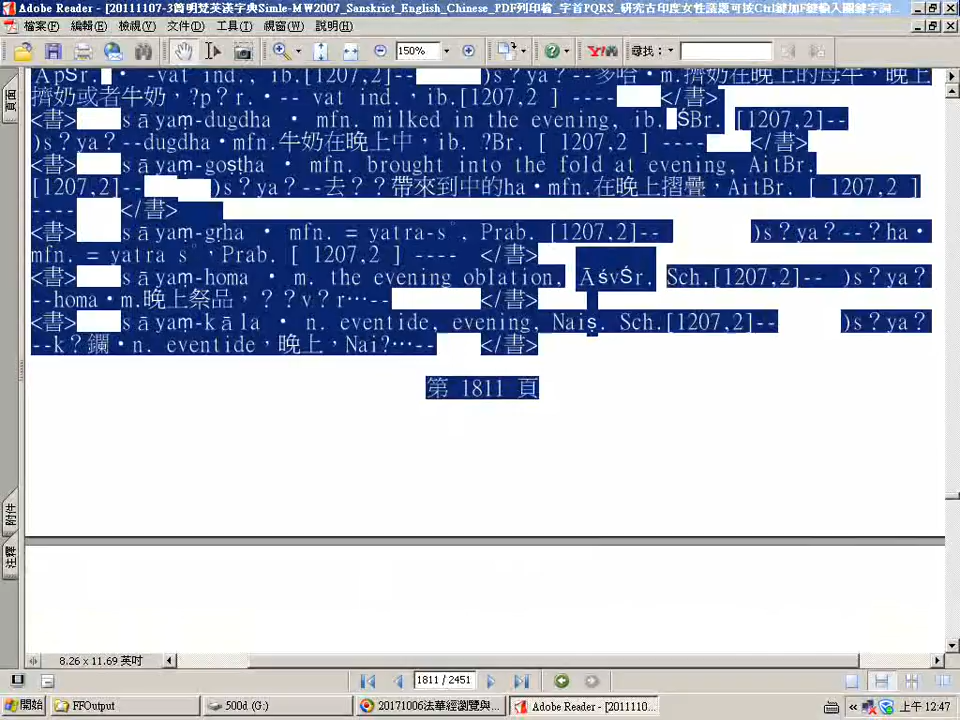 Adobe Reader - [20111107-3簡明梵英漢字典Simle-MW2007_Sanskrict_English_Chinese_PDF列印檔_字首PQRS_研究古印度女性議題可按Ctrl鍵加F鍵輸入關鍵字詞...
檔案(F) 編輯(E) 檢視(V) 文件(D) 工具(T) 視窗(W) 說明(H)
150% 尋找：
ĀpŚr. • -vat ind., ib.[1207,2]-- )s？ya？--多哈•m.擠奶在晚上的母牛，晚上
擠奶或者牛奶，?p？r.•-- vat ind.，ib.[1207,2 ] ---- </書>
<書> sāyaṃ-dugdha • mfn. milked in the evening, ib. ŚBr. [1207,2]--
)s？ya？--dugdha•mfn.牛奶在晚上中，ib. ?Br. [ 1207,2 ] ---- </書>
<書> sāyaṃ-goṣṭha • mfn. brought into the fold at evening, AitBr.
[1207,2]-- )s？ya？--去？？帶來到中的ha•mfn.在晚上摺疊，AitBr. [ 1207,2 ]
---- </書>
<書> sāyaṃ-gṛha • mfn. = yatra-s°, Prab. [1207,2]-- )s？ya？--？ha•
mfn. = yatra s°，Prab. [ 1207,2 ] ---- </書>
<書> sāyaṃ-homa • m. the evening oblation, ĀśvŚr. Sch.[1207,2]-- )s？ya？
--homa•m.晚上祭品，？？v？r…-- </書>
<書> sāyaṃ-kāla • n. eventide, evening, Naiṣ. Sch.[1207,2]-- )s？ya？
--k？鑭•n. eventide，晚上，Nai?…-- </書>
第 1811 頁
頁面
附件
注釋
8.26 x 11.69 英吋
1811 / 2451
開始 FFOutput 500d (G:) 20171006法華經瀏覽與... Adobe Reader - [2011110... 上午 12:47